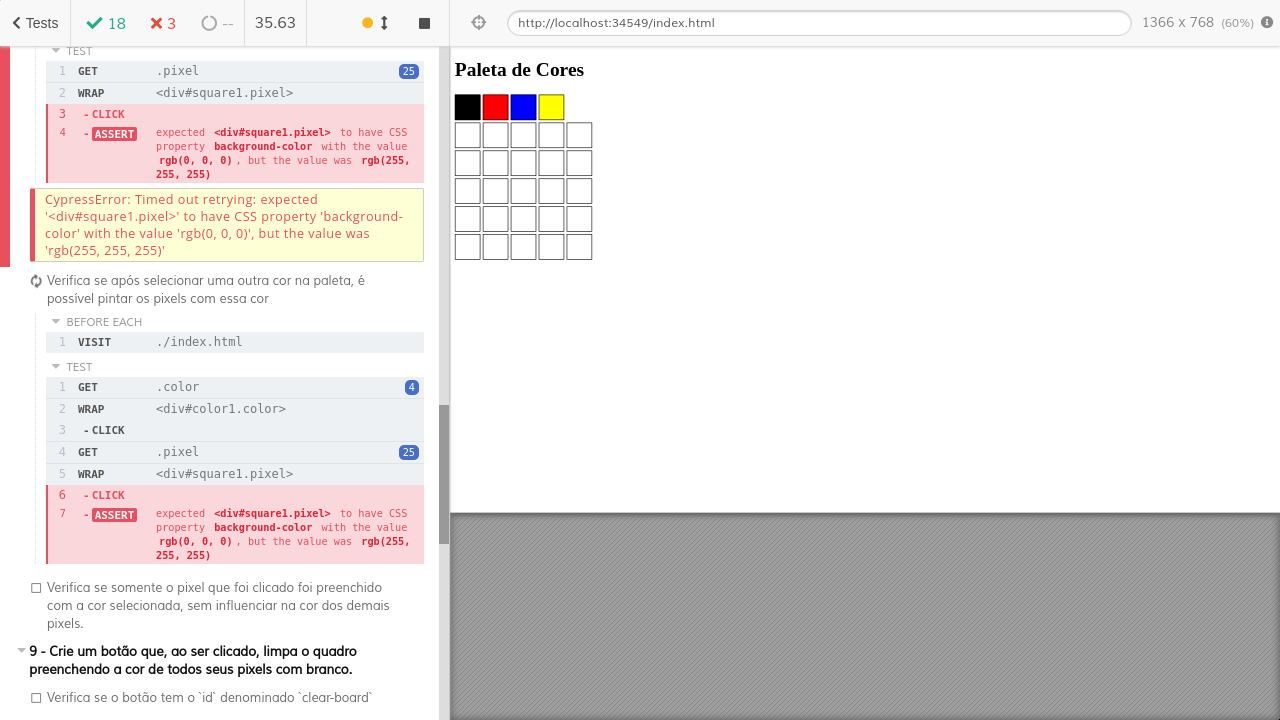 Tests 18 3 -- 35.63 http://localhost:34549/index.html 1366 x 768 (60%)
TEST
1 GET .pixel 25
2 WRAP <div#square1.pixel>
3 - CLICK
4 - ASSERT expected <div#square1.pixel> to have CSS
property background-color with the value
rgb(0, 0, 0), but the value was rgb(255,
255, 255)
CypressError: Timed out retrying: expected
'<div#square1.pixel>' to have CSS property 'background-
color' with the value 'rgb(0, 0, 0)', but the value was
'rgb(255, 255, 255)'
Verifica se após selecionar uma outra cor na paleta, é
possível pintar os pixels com essa cor
BEFORE EACH
1 VISIT ./index.html
TEST
1 GET .color 4
2 WRAP <div#color1.color>
3 - CLICK
4 GET .pixel 25
5 WRAP <div#square1.pixel>
6 - CLICK
7 - ASSERT expected <div#square1.pixel> to have CSS
property background-color with the value
rgb(0, 0, 0), but the value was rgb(255,
255, 255)
Verifica se somente o pixel que foi clicado foi preenchido
com a cor selecionada, sem influenciar na cor dos demais
pixels.
9 - Crie um botão que, ao ser clicado, limpa o quadro
preenchendo a cor de todos seus pixels com branco.
Verifica se o botão tem o `id` denominado `clear-board`
Paleta de Cores